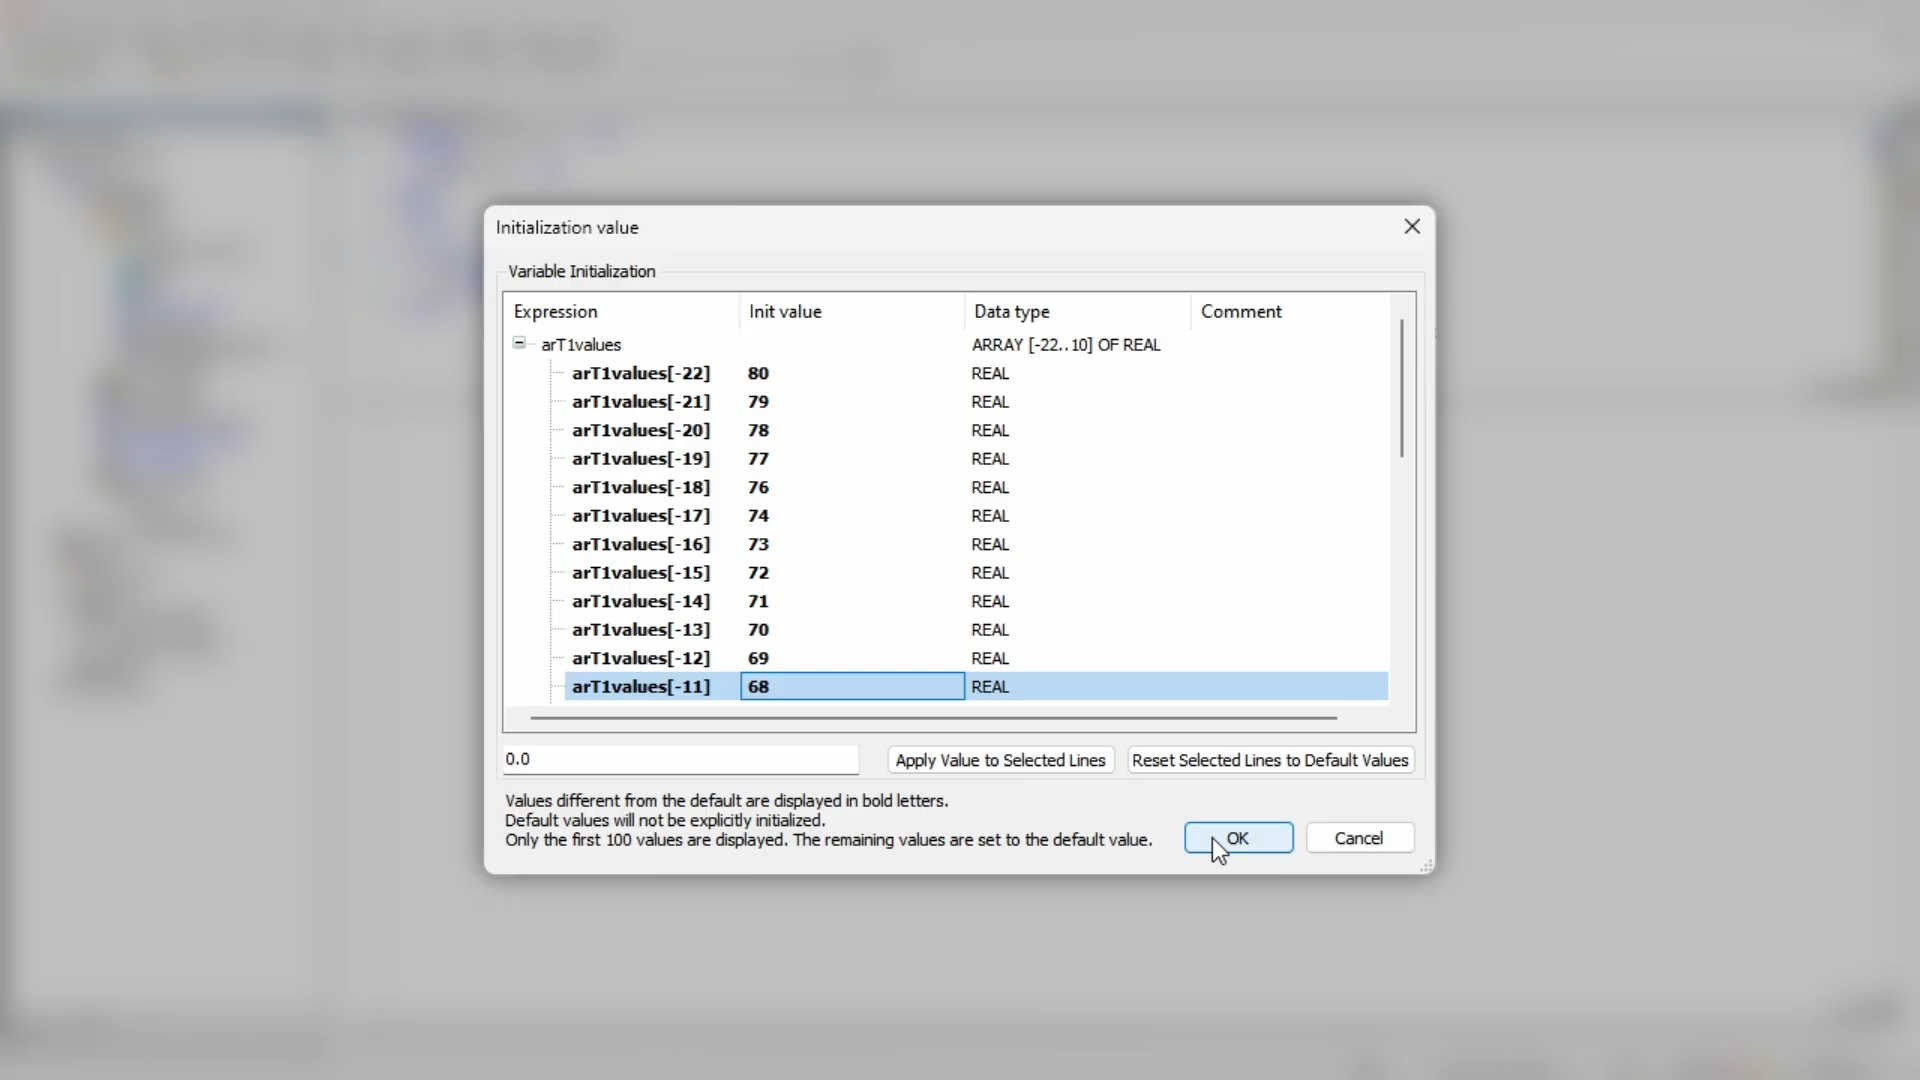 Initialization value
Variable Initialization
Expression Init value Data type Comment
arT1values ARRAY [-22..10] OF REAL
arT1values[-22] 80 REAL
arT1values[-21] 79 REAL
arT1values[-20] 78 REAL
arT1values[-19] 77 REAL
arT1values[-18] 76 REAL
arT1values[-17] 74 REAL
arT1values[-16] 73 REAL
arT1values[-15] 72 REAL
arT1values[-14] 71 REAL
arT1values[-13] 70 REAL
arT1values[-12] 69 REAL
arT1values[-11] 68 REAL
0.0 Apply Value to Selected Lines Reset Selected Lines to Default Values
Values different from the default are displayed in bold letters.
Default values will not be explicitly initialized.
Only the first 100 values are displayed. The remaining values are set to the default value.
OK Cancel